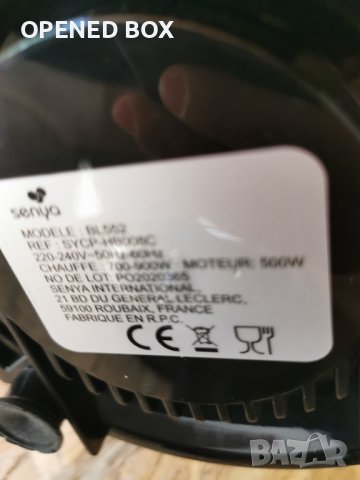 OPENED BOX
senya
MODELE : BL552
REF : SYCP-HB008C
220-240V~50Hz-60Hz
CHAUFFE : 700-900W MOTEUR: 500W
NO DE LOT PO2020365
SENYA INTERNATIONAL,
21 BD DU GENERAL LECLERC,
59100 ROUBAIX, FRANCE
FABRIQUE EN R.P.C.
CE
BAZAR